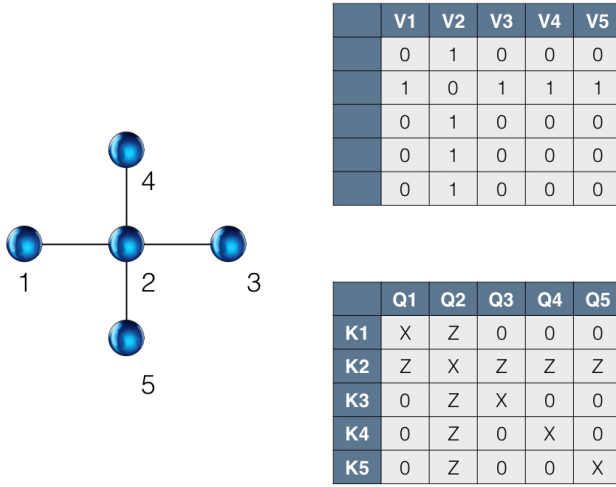 V1 V2 V3 V4 V5
0 1 0 0 0
1 0 1 1 1
0 1 0 0 0
0 1 0 0 0
0 1 0 0 0
4
1 2 3
5
Q1 Q2 Q3 Q4 Q5
K1 X Z 0 0 0
K2 Z X Z Z Z
K3 0 Z X 0 0
K4 0 Z 0 X 0
K5 0 Z 0 0 X